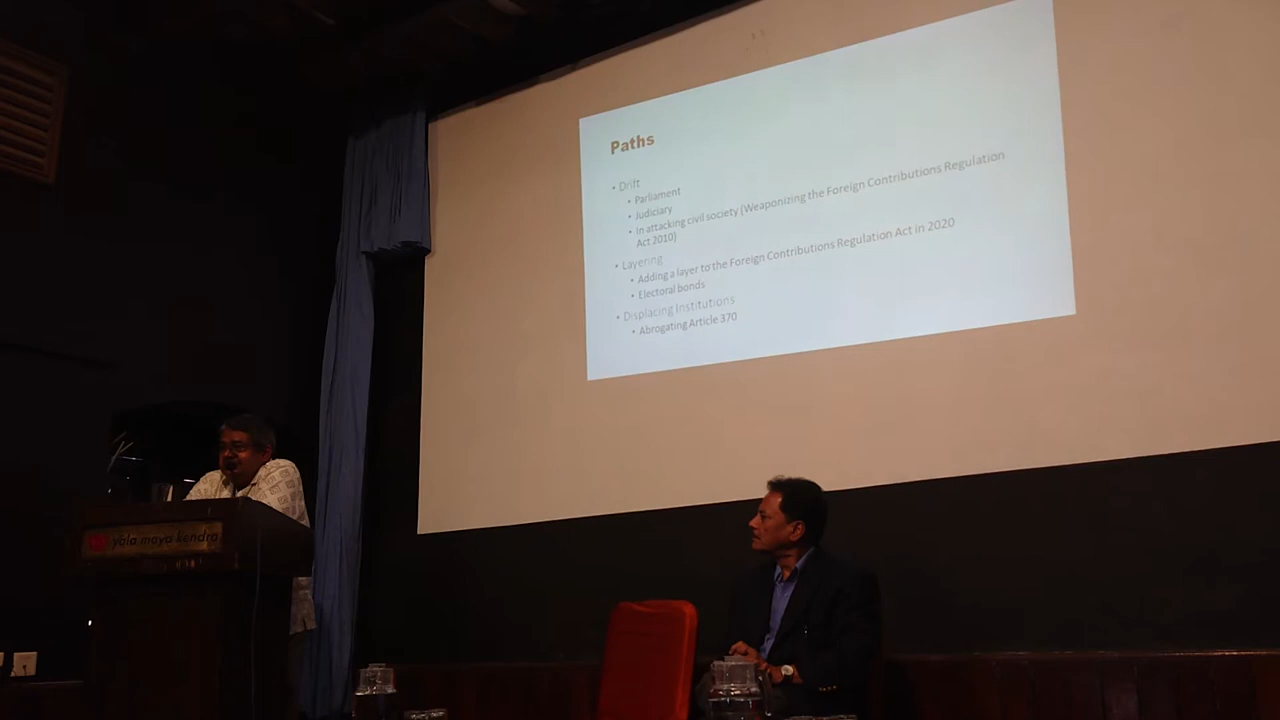 Paths
• Drift
• Parliament
• Judiciary
• In attacking civil society (Weaponizing the Foreign Contributions Regulation
Act 2010)
• Layering
• Adding a layer to the Foreign Contributions Regulation Act in 2020
• Electoral bonds
• Displacing Institutions
• Abrogating Article 370
yala maya kendra